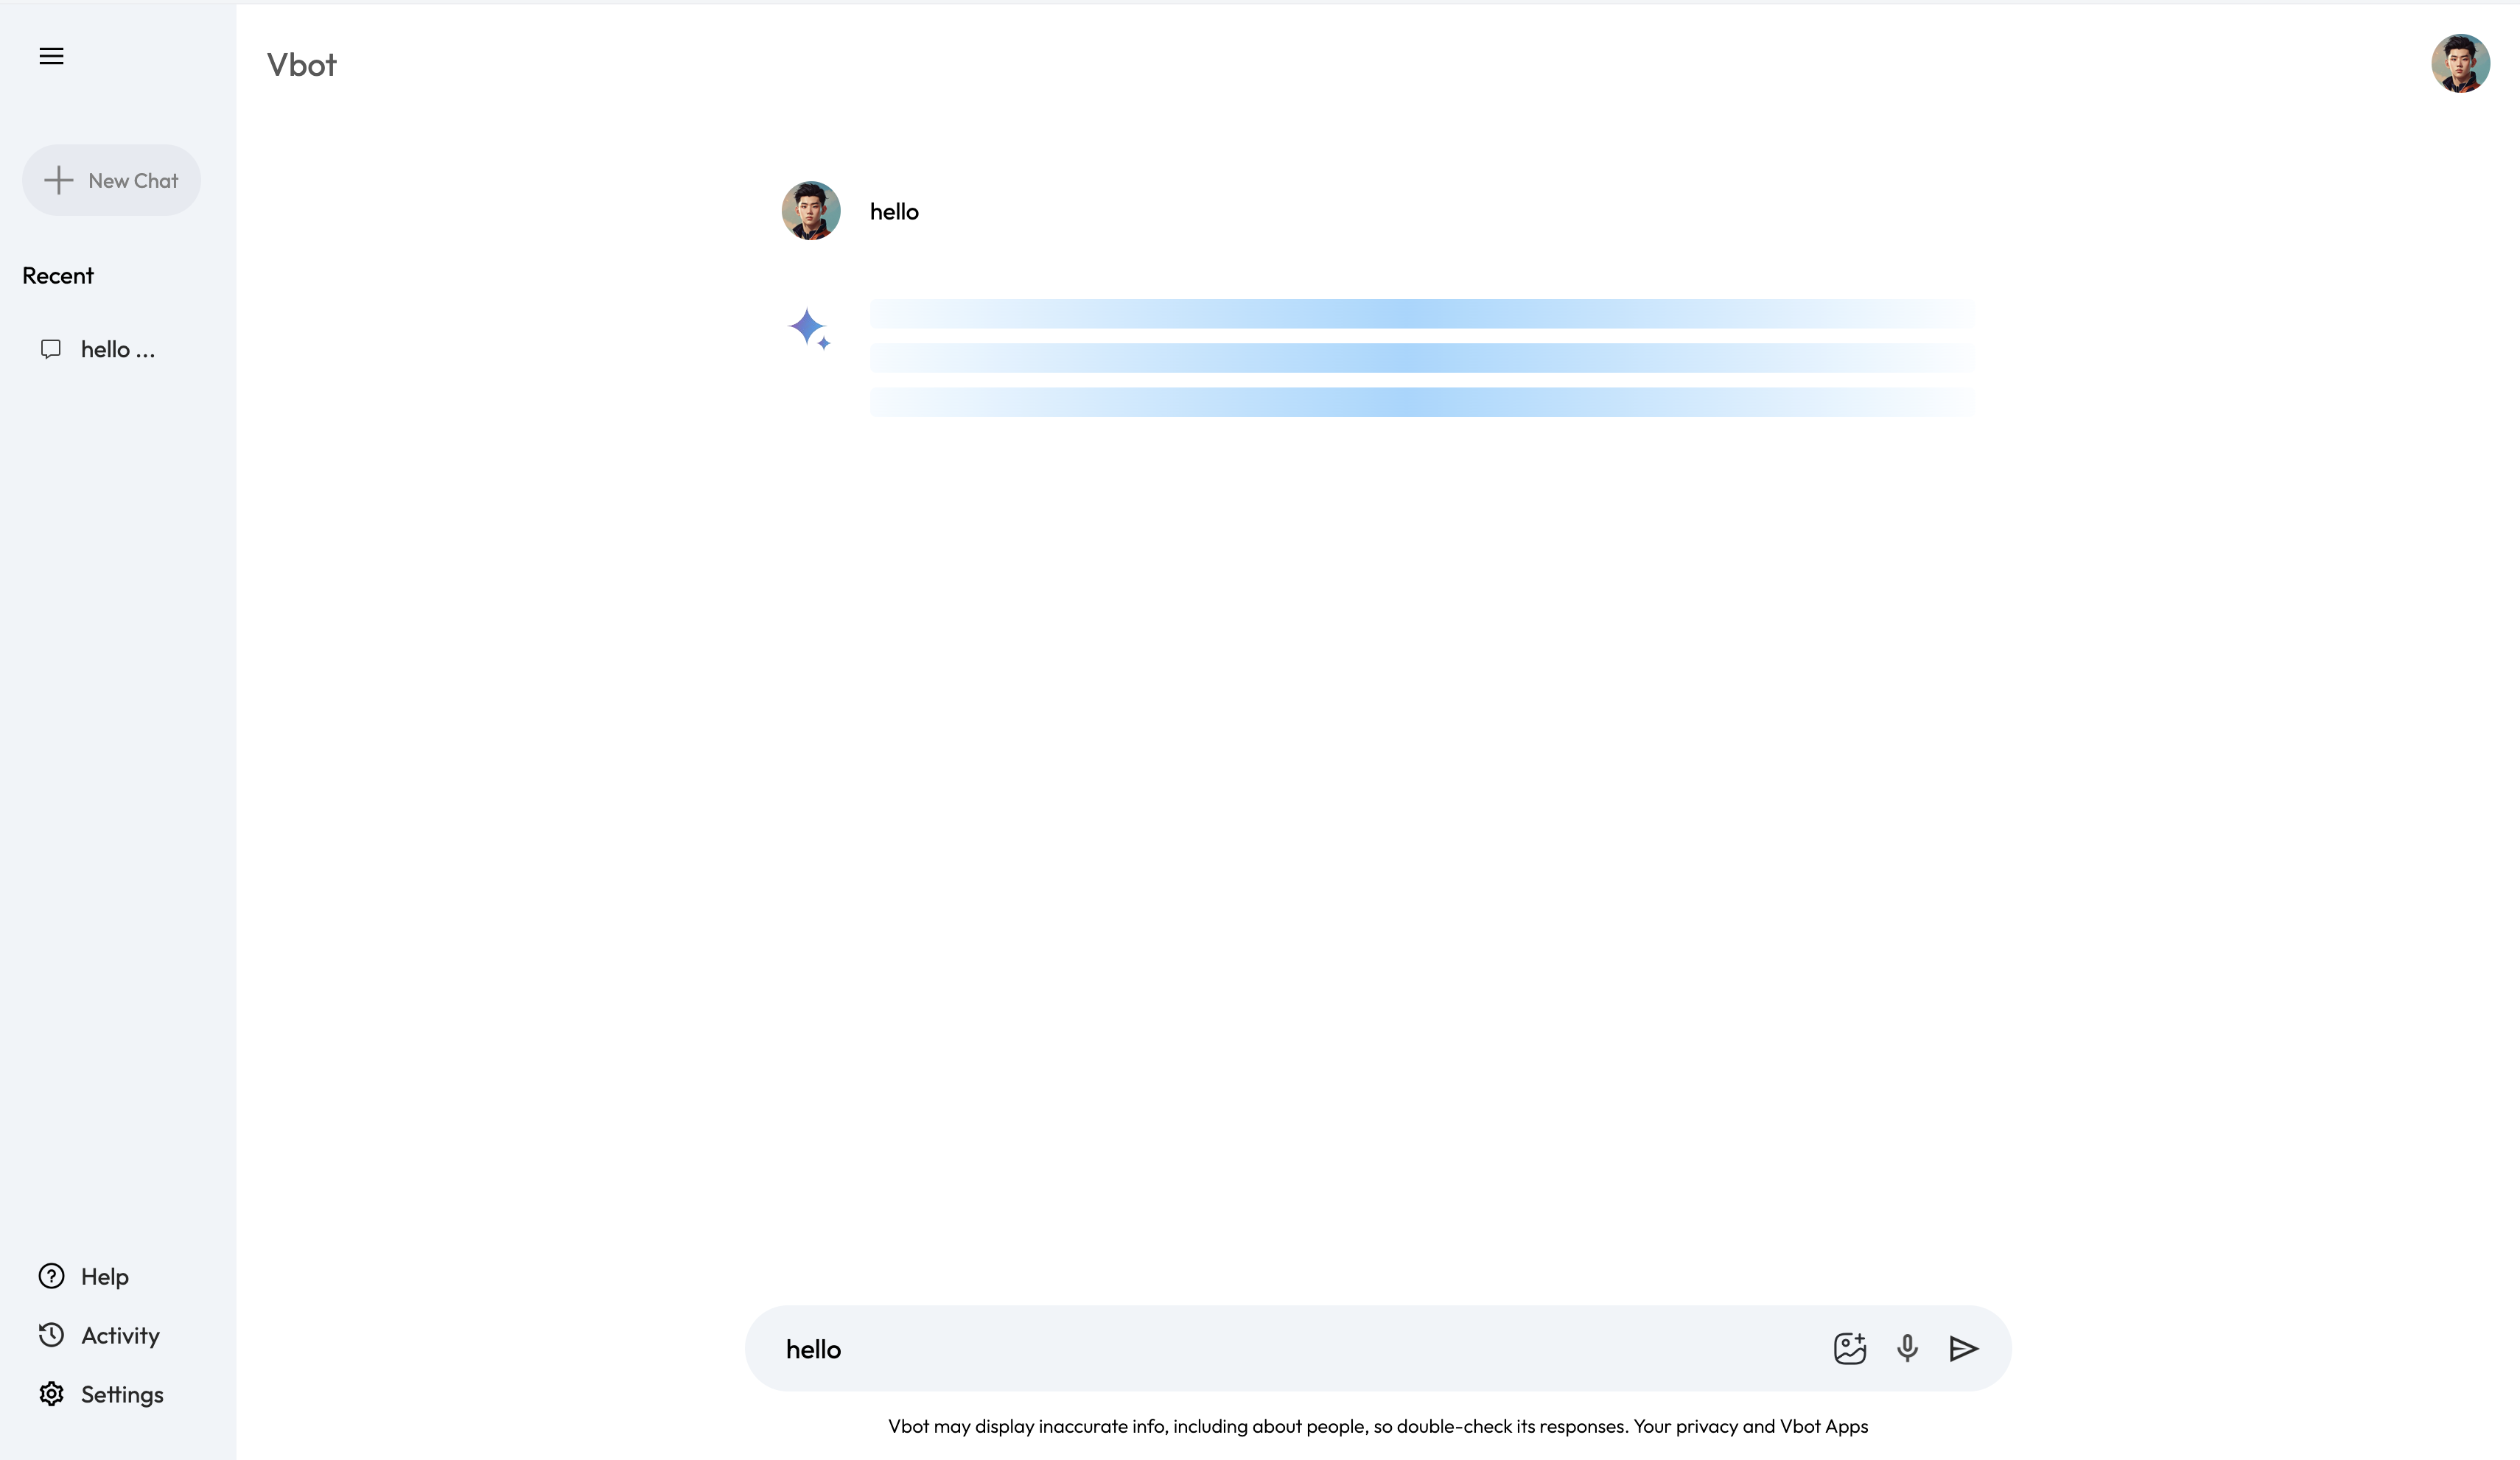 Vbot
New Chat
Recent
hello ...
Help
Activity
Settings
hello
hello
Vbot may display inaccurate info, including about people, so double-check its responses. Your privacy and Vbot Apps